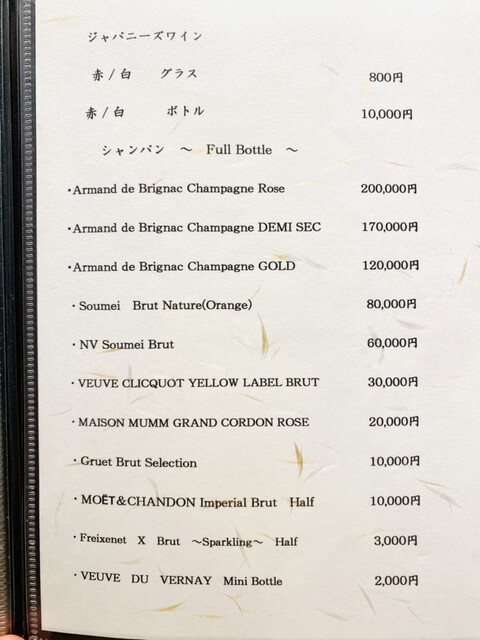 ジャパニーズワイン
赤/白 グラス 800円
赤/白 ボトル 10,000円
シャンパン ～ Full Bottle ～
・Armand de Brignac Champagne Rose 200,000円
・Armand de Brignac Champagne DEMI SEC 170,000円
・Armand de Brignac Champagne GOLD 120,000円
・Soumei Brut Nature(Orange) 80,000円
・NV Soumei Brut 60,000円
・VEUVE CLICQUOT YELLOW LABEL BRUT 30,000円
・MAISON MUMM GRAND CORDON ROSE 20,000円
・Gruet Brut Selection 10,000円
・MOËT&CHANDON Imperial Brut Half 10,000円
・Freixenet X Brut ～Sparkling～ Half 3,000円
・VEUVE DU VERNAY Mini Bottle 2,000円